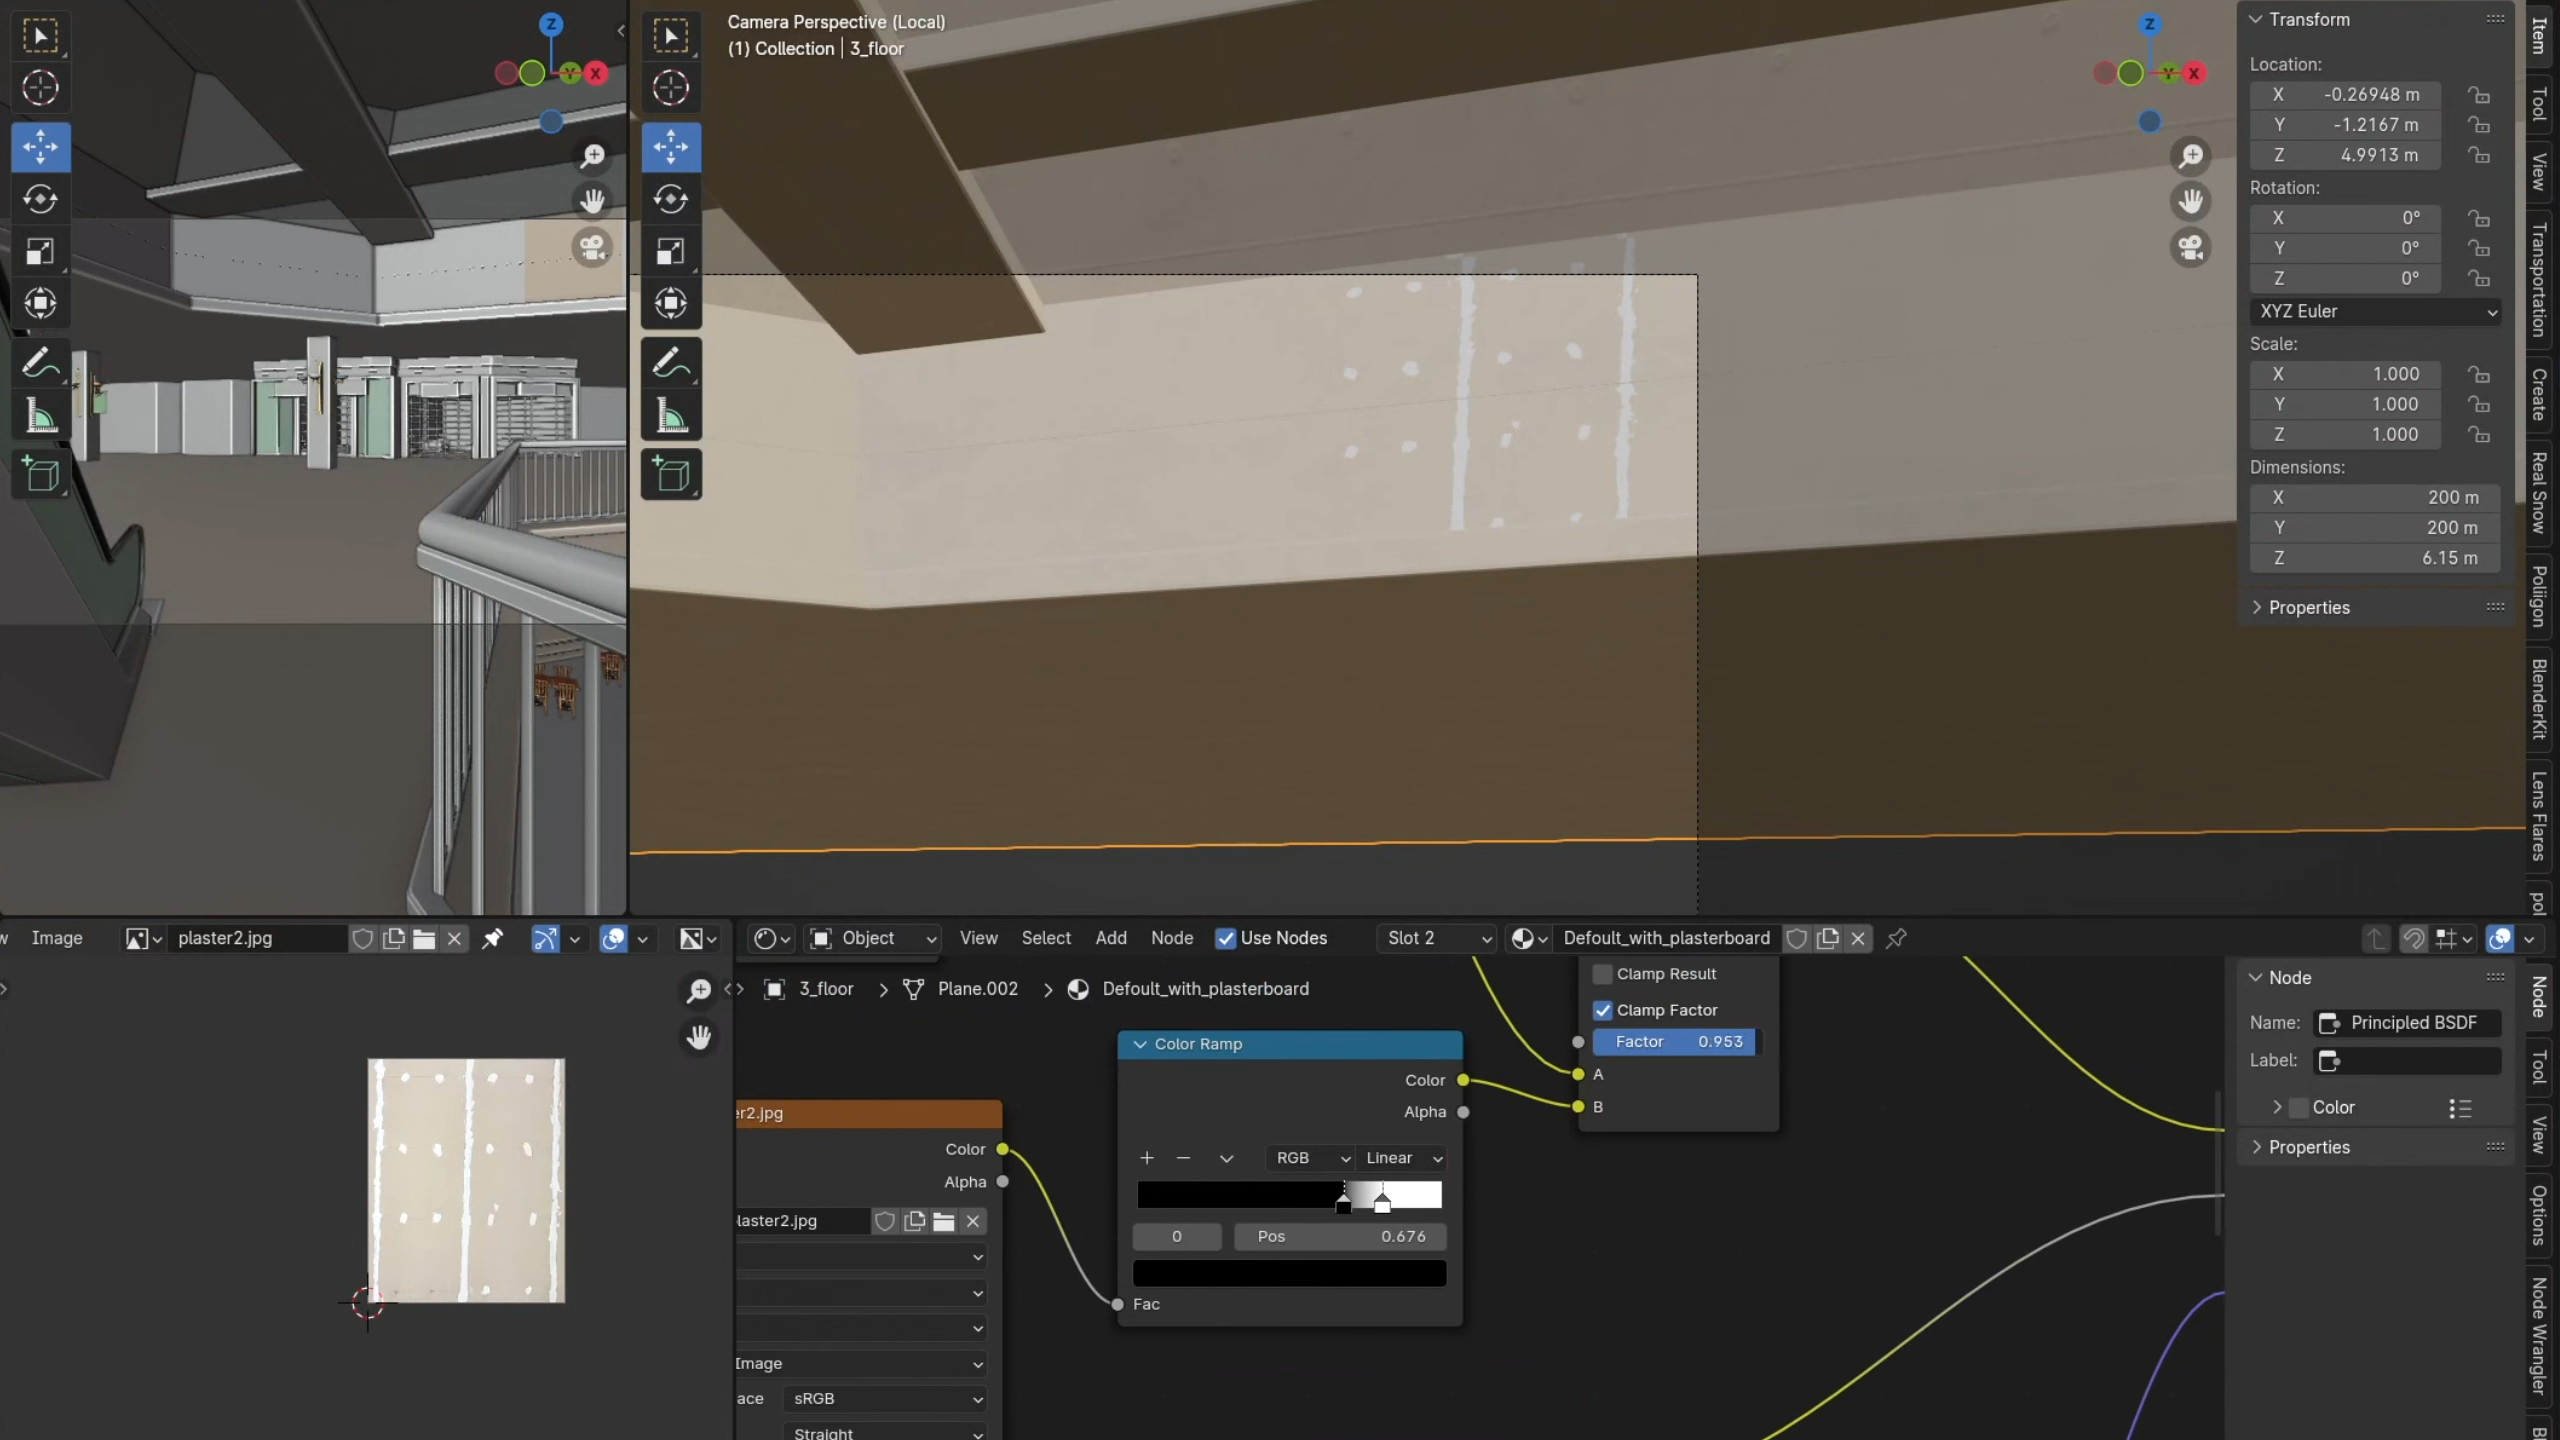 Camera Perspective (Local)
(1) Collection | 3_floor
Z
Y
X
Z
Y
X
Transform
Location:
X -0.26948 m
Y -1.2167 m
Z 4.9913 m
Rotation:
X 0°
Y 0°
Z 0°
XYZ Euler
Scale:
X 1.000
Y 1.000
Z 1.000
Dimensions:
X 200 m
Y 200 m
Z 6.15 m
Properties
Item
Tool
View
Transportation
Create
Real Snow
Poliigon
BlenderKit
Lens Flares
pol
w Image plaster2.jpg
Object View Select Add Node Use Nodes Slot 2 Defoult_with_plasterboard
3_floor > Plane.002 > Defoult_with_plasterboard
er2.jpg
Color
Alpha
laster2.jpg
Image
ace sRGB
Straight
Color Ramp
Color
Alpha
RGB Linear
0 Pos 0.676
Fac
Clamp Result
Clamp Factor
Factor 0.953
A
B
Node
Name: Principled BSDF
Label:
Color
Properties
Node
Tool
View
Options
Node Wrangler
Bl